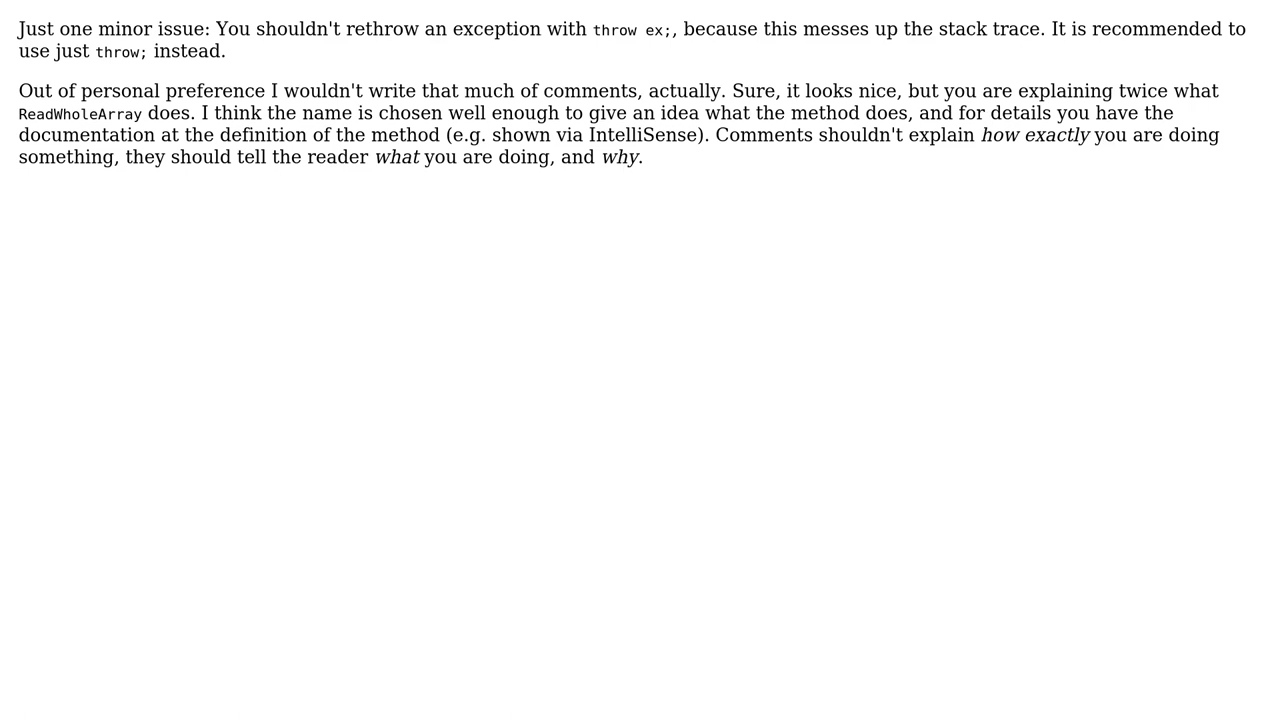 Just one minor issue: You shouldn't rethrow an exception with throw ex;, because this messes up the stack trace. It is recommended to
use just throw; instead.
Out of personal preference I wouldn't write that much of comments, actually. Sure, it looks nice, but you are explaining twice what
ReadWholeArray does. I think the name is chosen well enough to give an idea what the method does, and for details you have the
documentation at the definition of the method (e.g. shown via IntelliSense). Comments shouldn't explain how exactly you are doing
something, they should tell the reader what you are doing, and why.